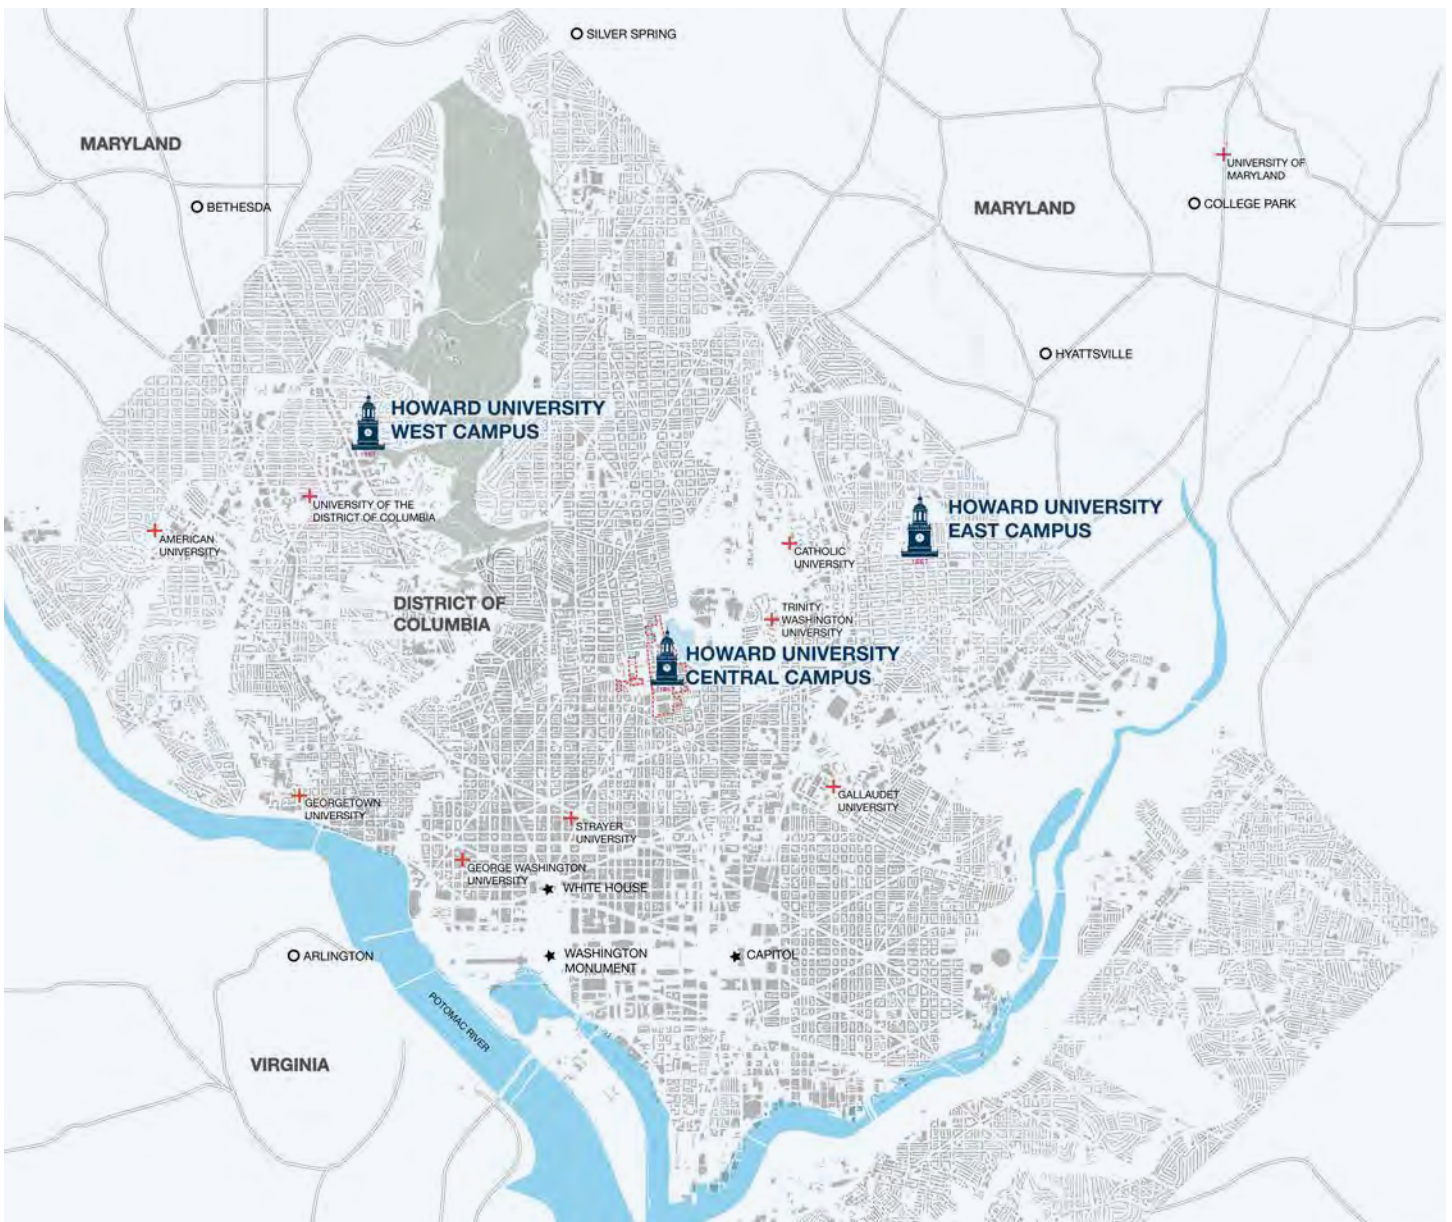 SILVER SPRING
MARYLAND
UNIVERSITY OF
MARYLAND
BETHESDA
MARYLAND
COLLEGE PARK
HYATTSVILLE
HOWARD UNIVERSITY
WEST CAMPUS
1867
UNIVERSITY OF THE
DISTRICT OF COLUMBIA
HOWARD UNIVERSITY
EAST CAMPUS
1867
AMERICAN
UNIVERSITY
CATHOLIC
UNIVERSITY
DISTRICT OF
COLUMBIA
TRINITY
WASHINGTON
UNIVERSITY
HOWARD UNIVERSITY
CENTRAL CAMPUS
1867
GEORGETOWN
UNIVERSITY
GALLAUDET
UNIVERSITY
STRAYER
UNIVERSITY
GEORGE WASHINGTON
UNIVERSITY
WHITE HOUSE
ARLINGTON
WASHINGTON
MONUMENT
CAPITOL
POTOMAC RIVER
VIRGINIA